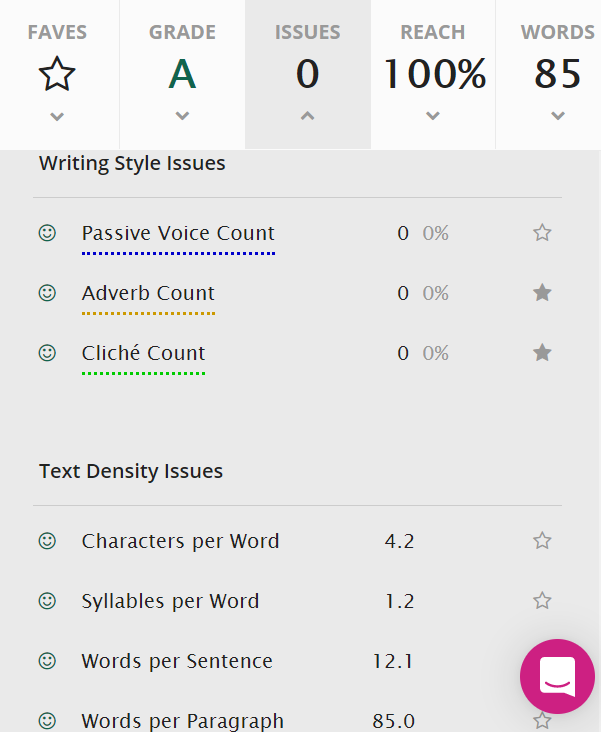 FAVES GRADE ISSUES REACH WORDS
A 0 100% 85
Writing Style Issues
Passive Voice Count 0 0%
Adverb Count 0 0%
Cliché Count 0 0%
Text Density Issues
Characters per Word 4.2
Syllables per Word 1.2
Words per Sentence 12.1
Words per Paragraph 85.0